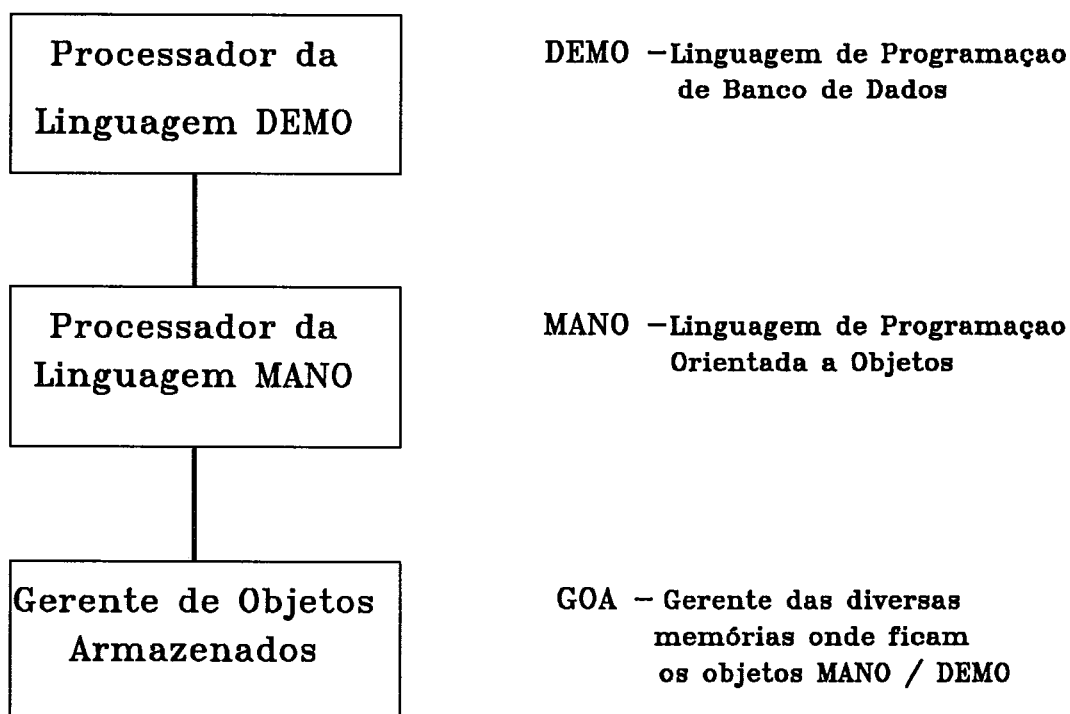 Processador da
Linguagem DEMO
DEMO —Linguagem de Programaçao
de Banco de Dados
Processador da
Linguagem MANO
MANO —Linguagem de Programaçao
Orientada a Objetos
Gerente de Objetos
Armazenados
GOA — Gerente das diversas
memórias onde ficam
os objetos MANO / DEMO